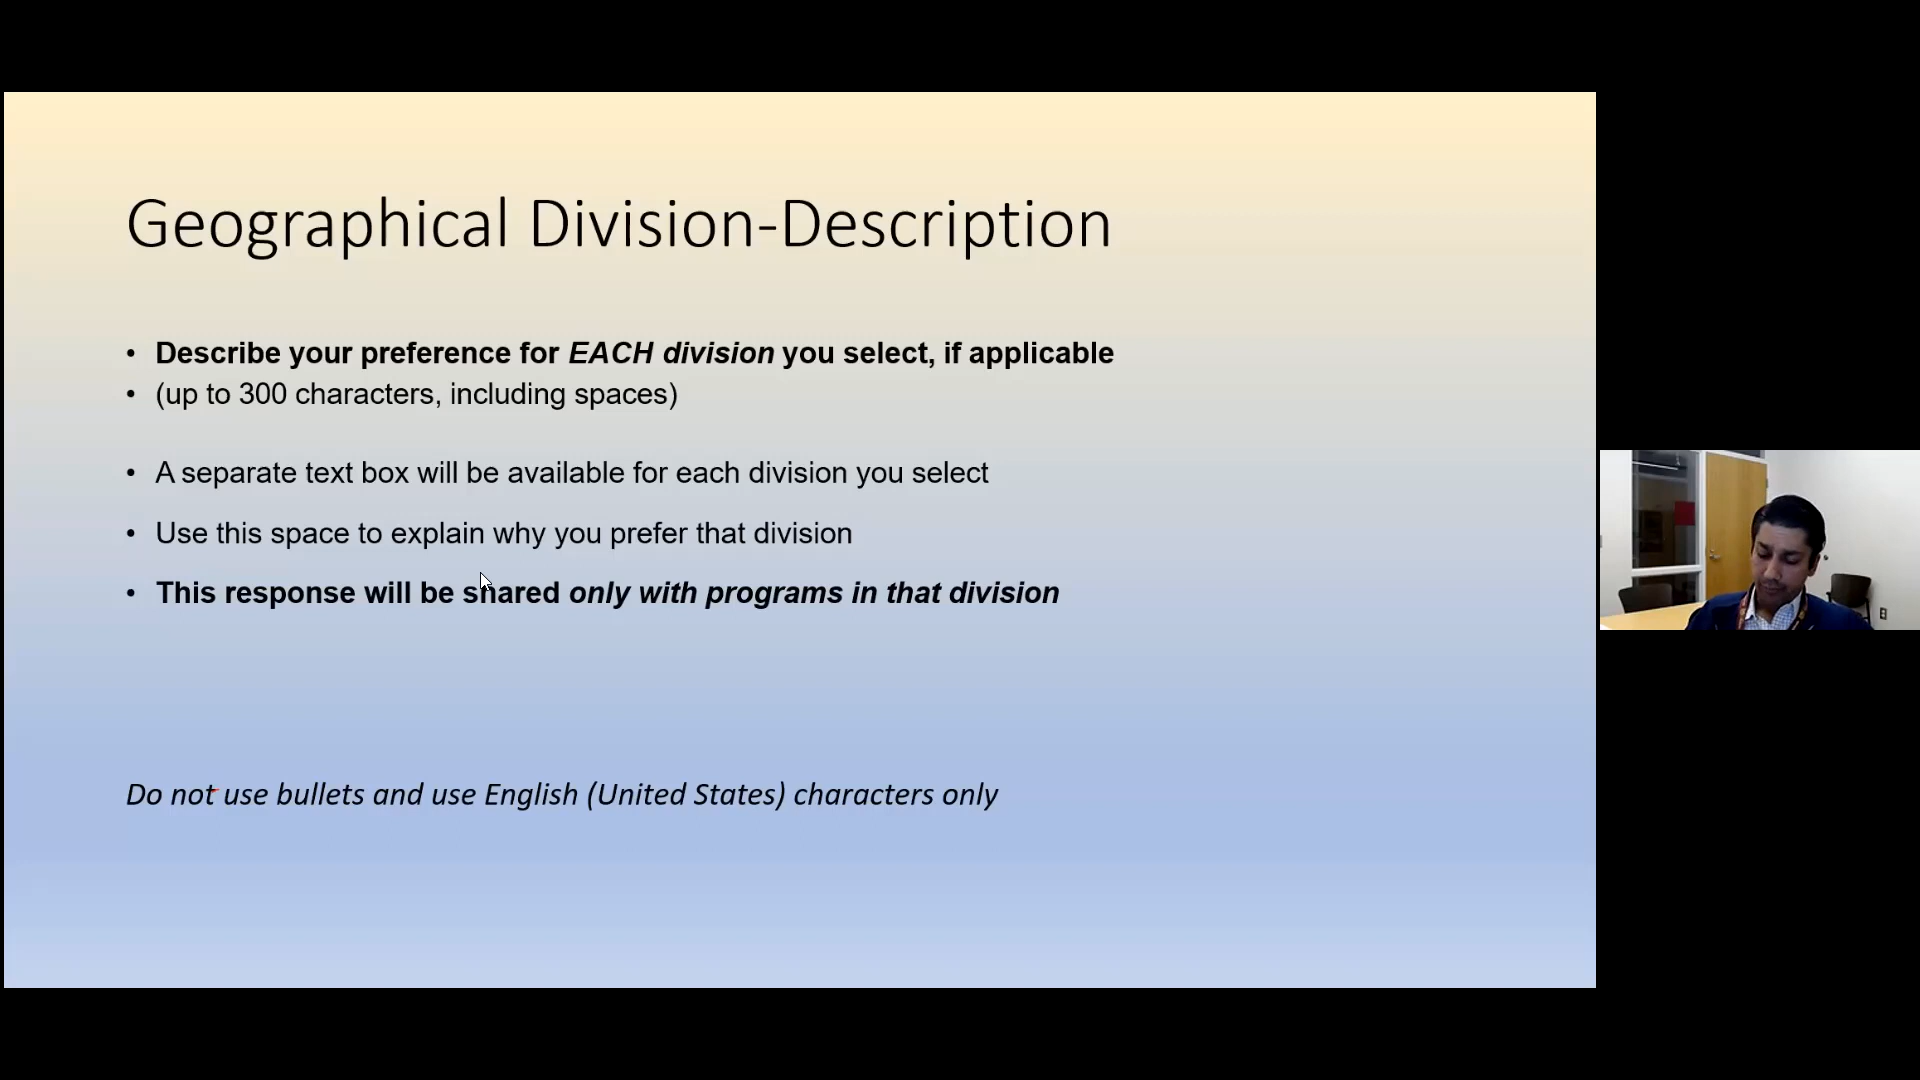 Geographical Division-Description
• Describe your preference for EACH division you select, if applicable
• (up to 300 characters, including spaces)
• A separate text box will be available for each division you select
• Use this space to explain why you prefer that division
• This response will be shared only with programs in that division
Do not use bullets and use English (United States) characters only